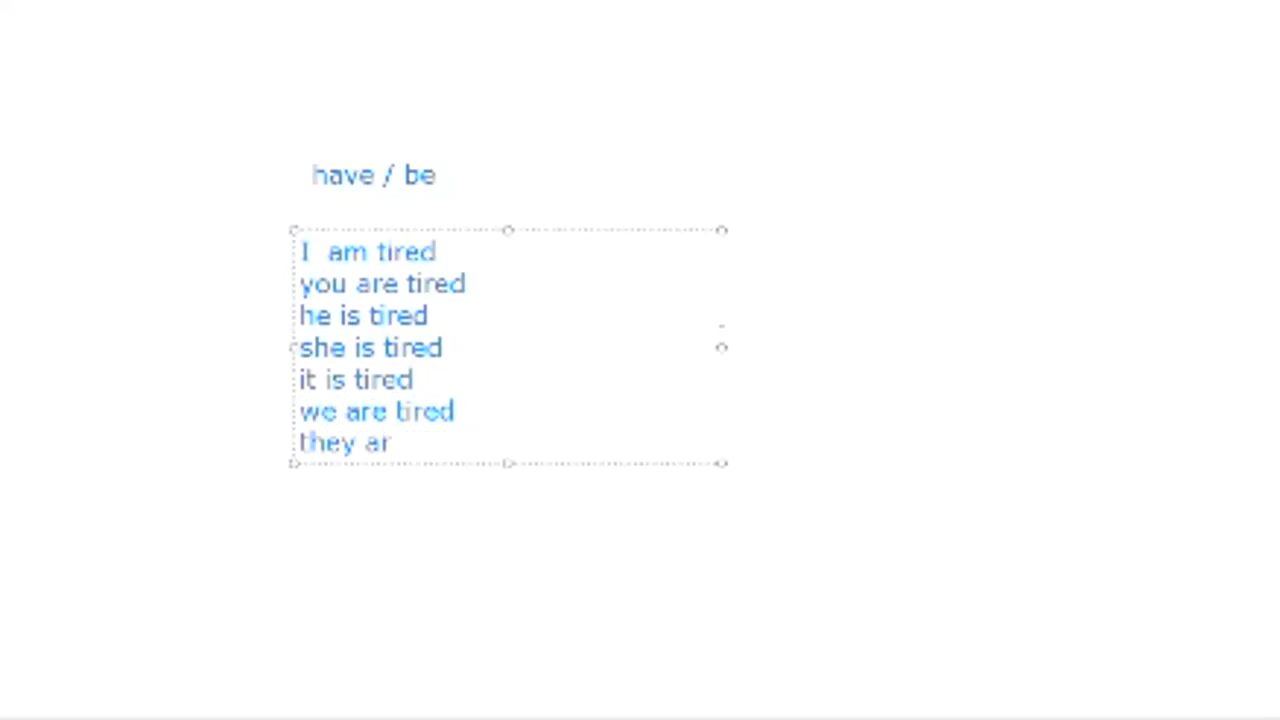 have / be
I  am tired
you are tired
he is tired
she is tired
it is tired
we are tired
they ar